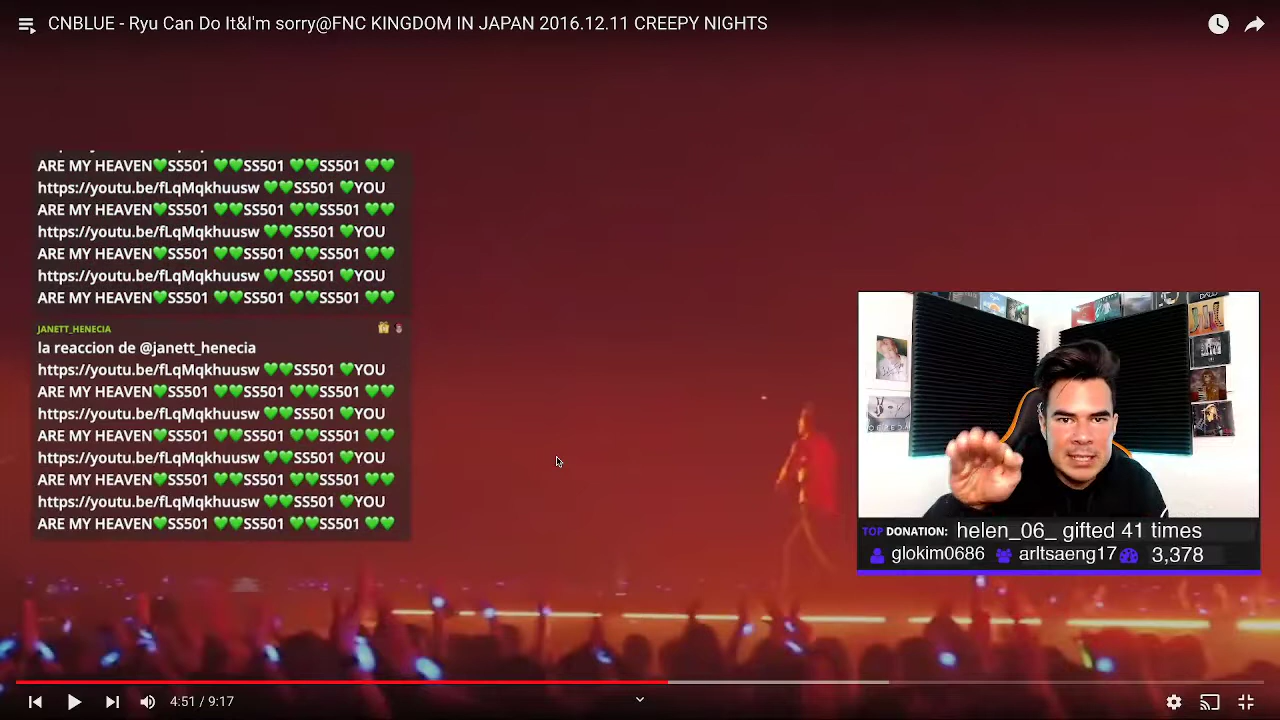 CNBLUE - Ryu Can Do It&I'm sorry@FNC KINGDOM IN JAPAN 2016.12.11 CREEPY NIGHTS
ARE MY HEAVEN💚SS501 💚💚SS501 💚💚SS501 💚💚
https://youtu.be/fLqMqkhuusw 💚💚SS501 💚YOU
ARE MY HEAVEN💚SS501 💚💚SS501 💚💚SS501 💚💚
https://youtu.be/fLqMqkhuusw 💚💚SS501 💚YOU
ARE MY HEAVEN💚SS501 💚💚SS501 💚💚SS501 💚💚
https://youtu.be/fLqMqkhuusw 💚💚SS501 💚YOU
ARE MY HEAVEN💚SS501 💚💚SS501 💚💚SS501 💚💚
JANETT_HENECIA
la reaccion de @janett_henecia
https://youtu.be/fLqMqkhuusw 💚💚SS501 💚YOU
ARE MY HEAVEN💚SS501 💚💚SS501 💚💚SS501 💚💚
https://youtu.be/fLqMqkhuusw 💚💚SS501 💚YOU
ARE MY HEAVEN💚SS501 💚💚SS501 💚💚SS501 💚💚
https://youtu.be/fLqMqkhuusw 💚💚SS501 💚YOU
ARE MY HEAVEN💚SS501 💚💚SS501 💚💚SS501 💚💚
https://youtu.be/fLqMqkhuusw 💚💚SS501 💚YOU
ARE MY HEAVEN💚SS501 💚💚SS501 💚💚SS501 💚💚
TOP DONATION: helen_06_ gifted 41 times
glokim0686 arltsaeng17 3,378
4:51 / 9:17